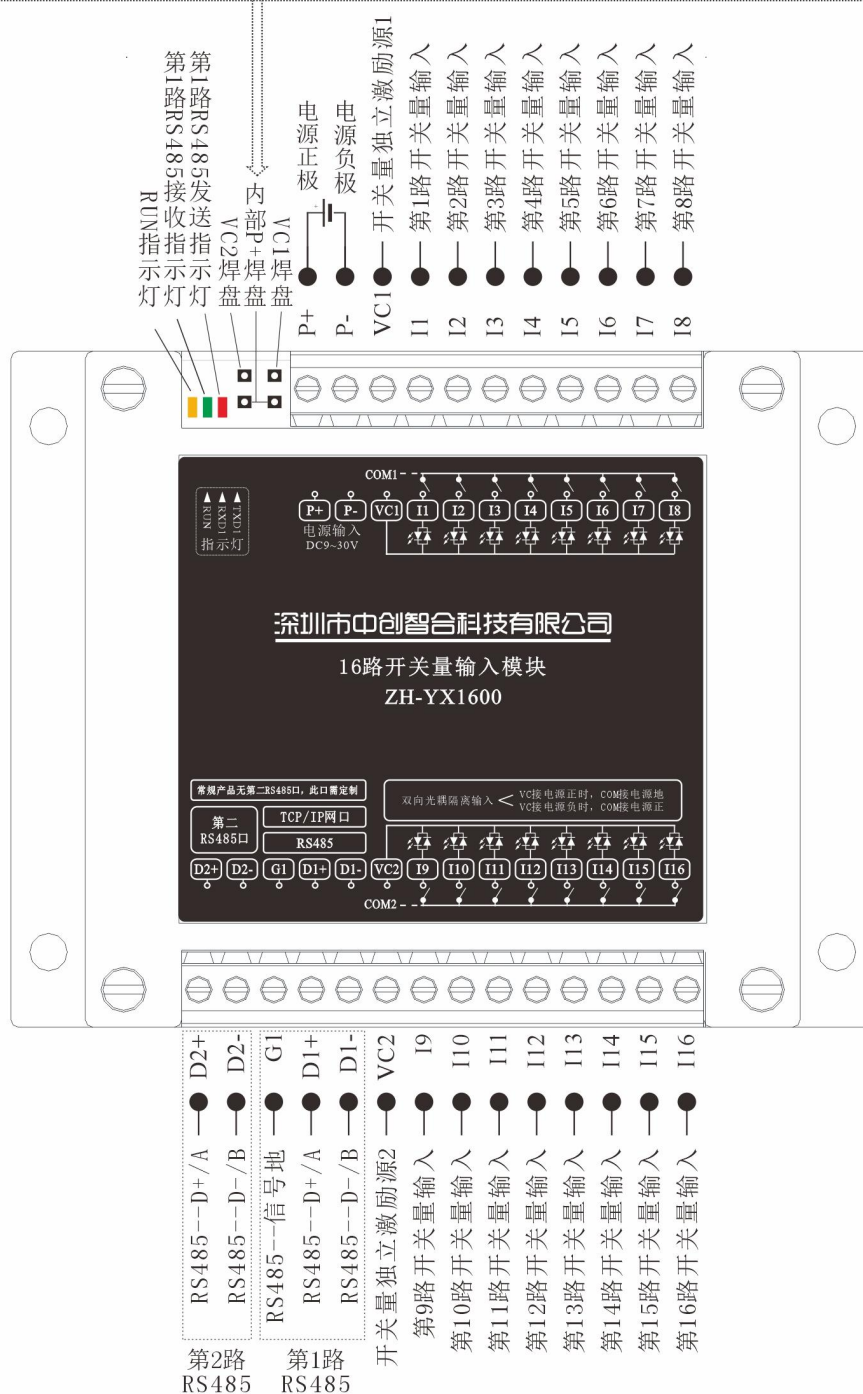 第1路RS485发送指示灯
第1路RS485接收指示灯
RUN指示灯
VC1焊盘
内部P+焊盘
VC2焊盘
电源正极
电源负极
开关量独立激励源1
第1路开关量输入
第2路开关量输入
第3路开关量输入
第4路开关量输入
第5路开关量输入
第6路开关量输入
第7路开关量输入
第8路开关量输入
P+
P-
VC1
I1
I2
I3
I4
I5
I6
I7
I8
COM1
P+ P- VC1 I1 I2 I3 I4 I5 I6 I7 I8
电源输入
DC9~30V
TXD1
RXD1
RUN
指示灯
深圳市中创智合科技有限公司
16路开关量输入模块
ZH-YX1600
常规产品无第二RS485口，此口需定制
第二
RS485口
TCP/IP网口
RS485
双向光耦隔离输入
VC接电源正时，COM接电源地
VC接电源负时，COM接电源正
D2+ D2- G1 D1+ D1- VC2 I9 I10 I11 I12 I13 I14 I15 I16
COM2
D2+
D2-
G1
D1+
D1-
VC2
I9
I10
I11
I12
I13
I14
I15
I16
RS485--D+/A
RS485--D-/B
RS485--信号地
RS485--D+/A
RS485--D-/B
开关量独立激励源2
第9路开关量输入
第10路开关量输入
第11路开关量输入
第12路开关量输入
第13路开关量输入
第14路开关量输入
第15路开关量输入
第16路开关量输入
第2路
RS485
第1路
RS485